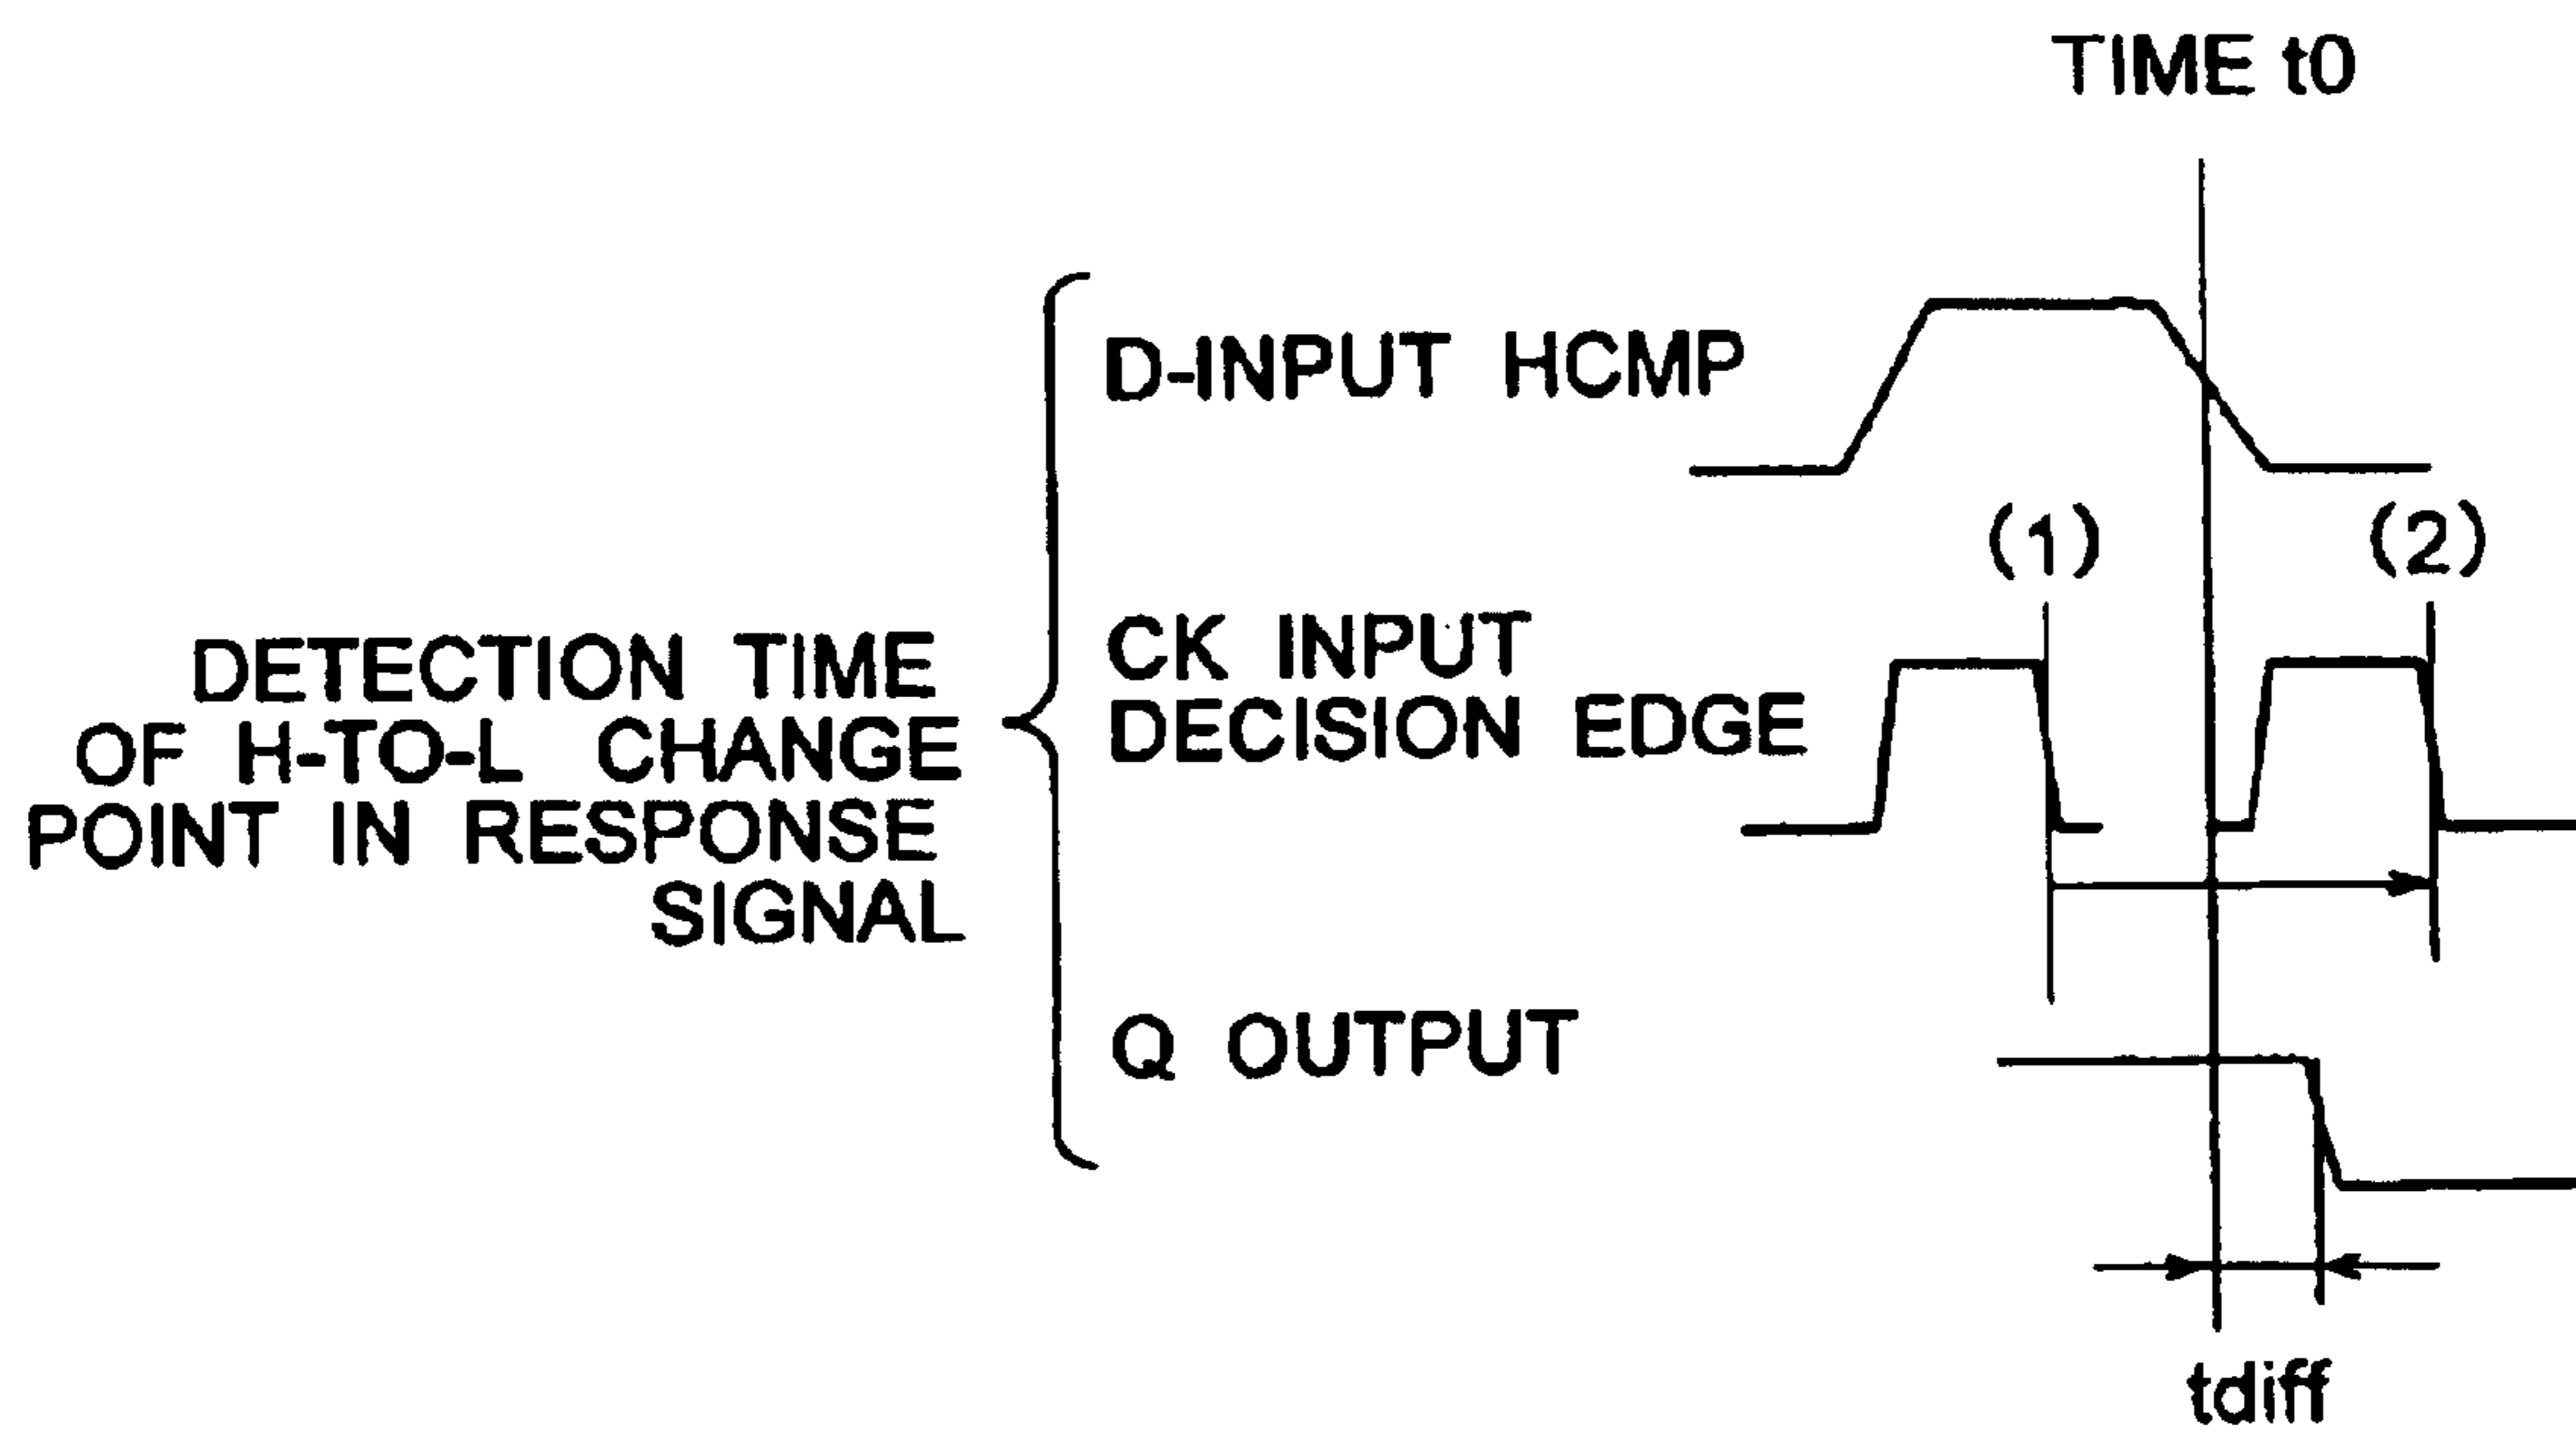 TIME t0
D-INPUT HCMP
(1)
(2)
CK INPUT
DECISION EDGE
DETECTION TIME
OF H-TO-L CHANGE
POINT IN RESPONSE
SIGNAL
Q OUTPUT
tdiff